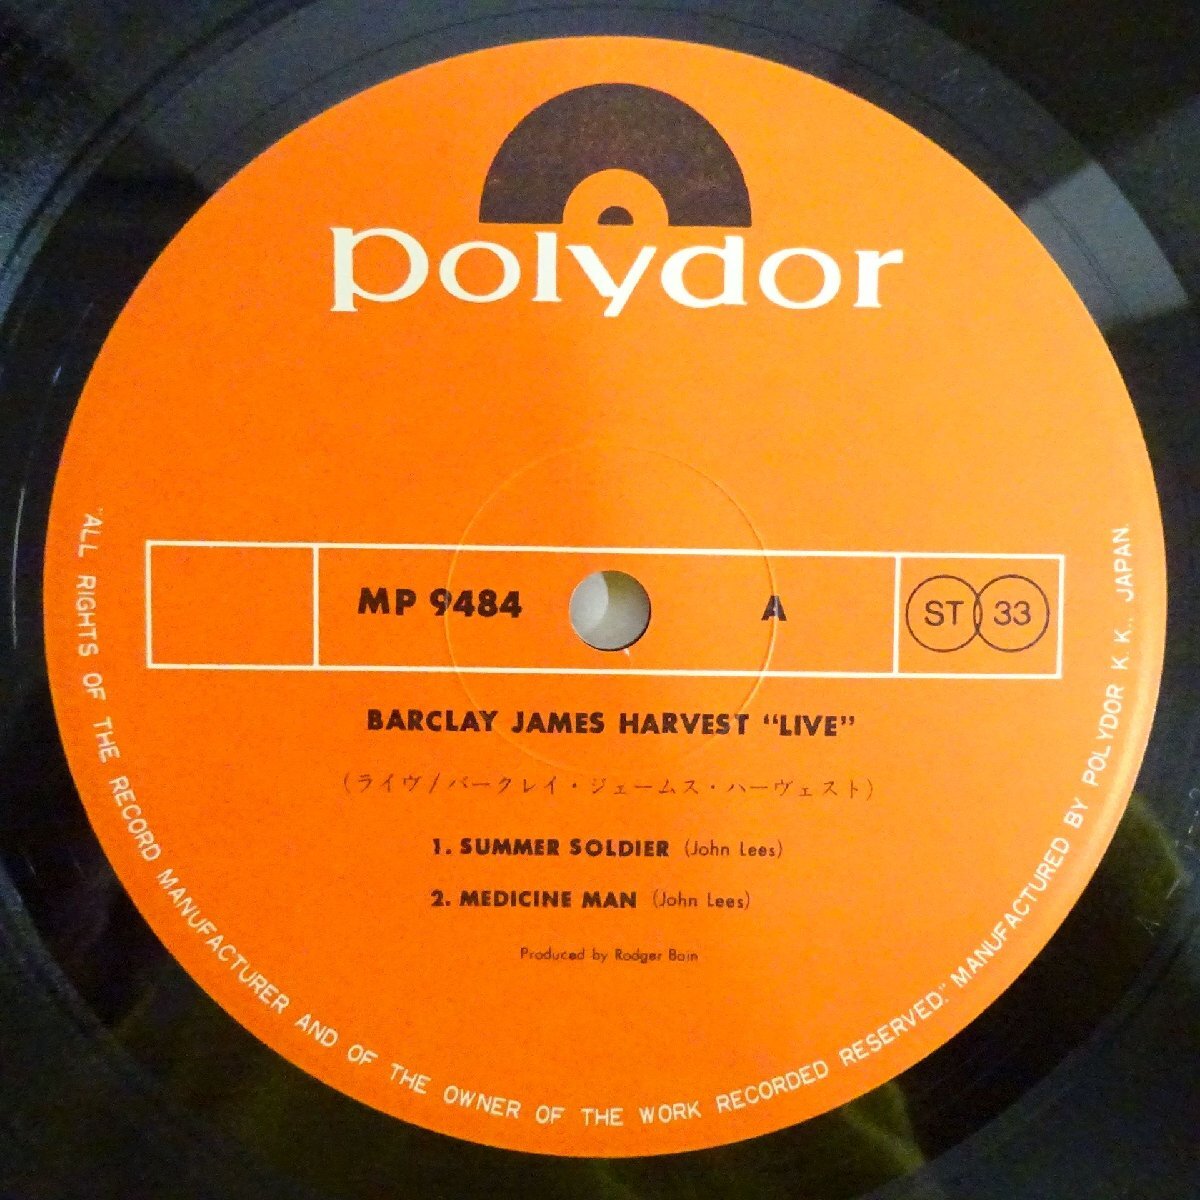 polydor
MP 9484 A ST 33
BARCLAY JAMES HARVEST “LIVE”
(ライヴ/バークレイ・ジェームス・ハーヴェスト)
1. SUMMER SOLDIER (John Lees)
2. MEDICINE MAN (John Lees)
Produced by Rodger Bain
"ALL RIGHTS OF THE RECORD MANUFACTURER AND OF THE OWNER OF THE WORK RECORDED RESERVED." MANUFACTURED BY POLYDOR K.K., JAPAN